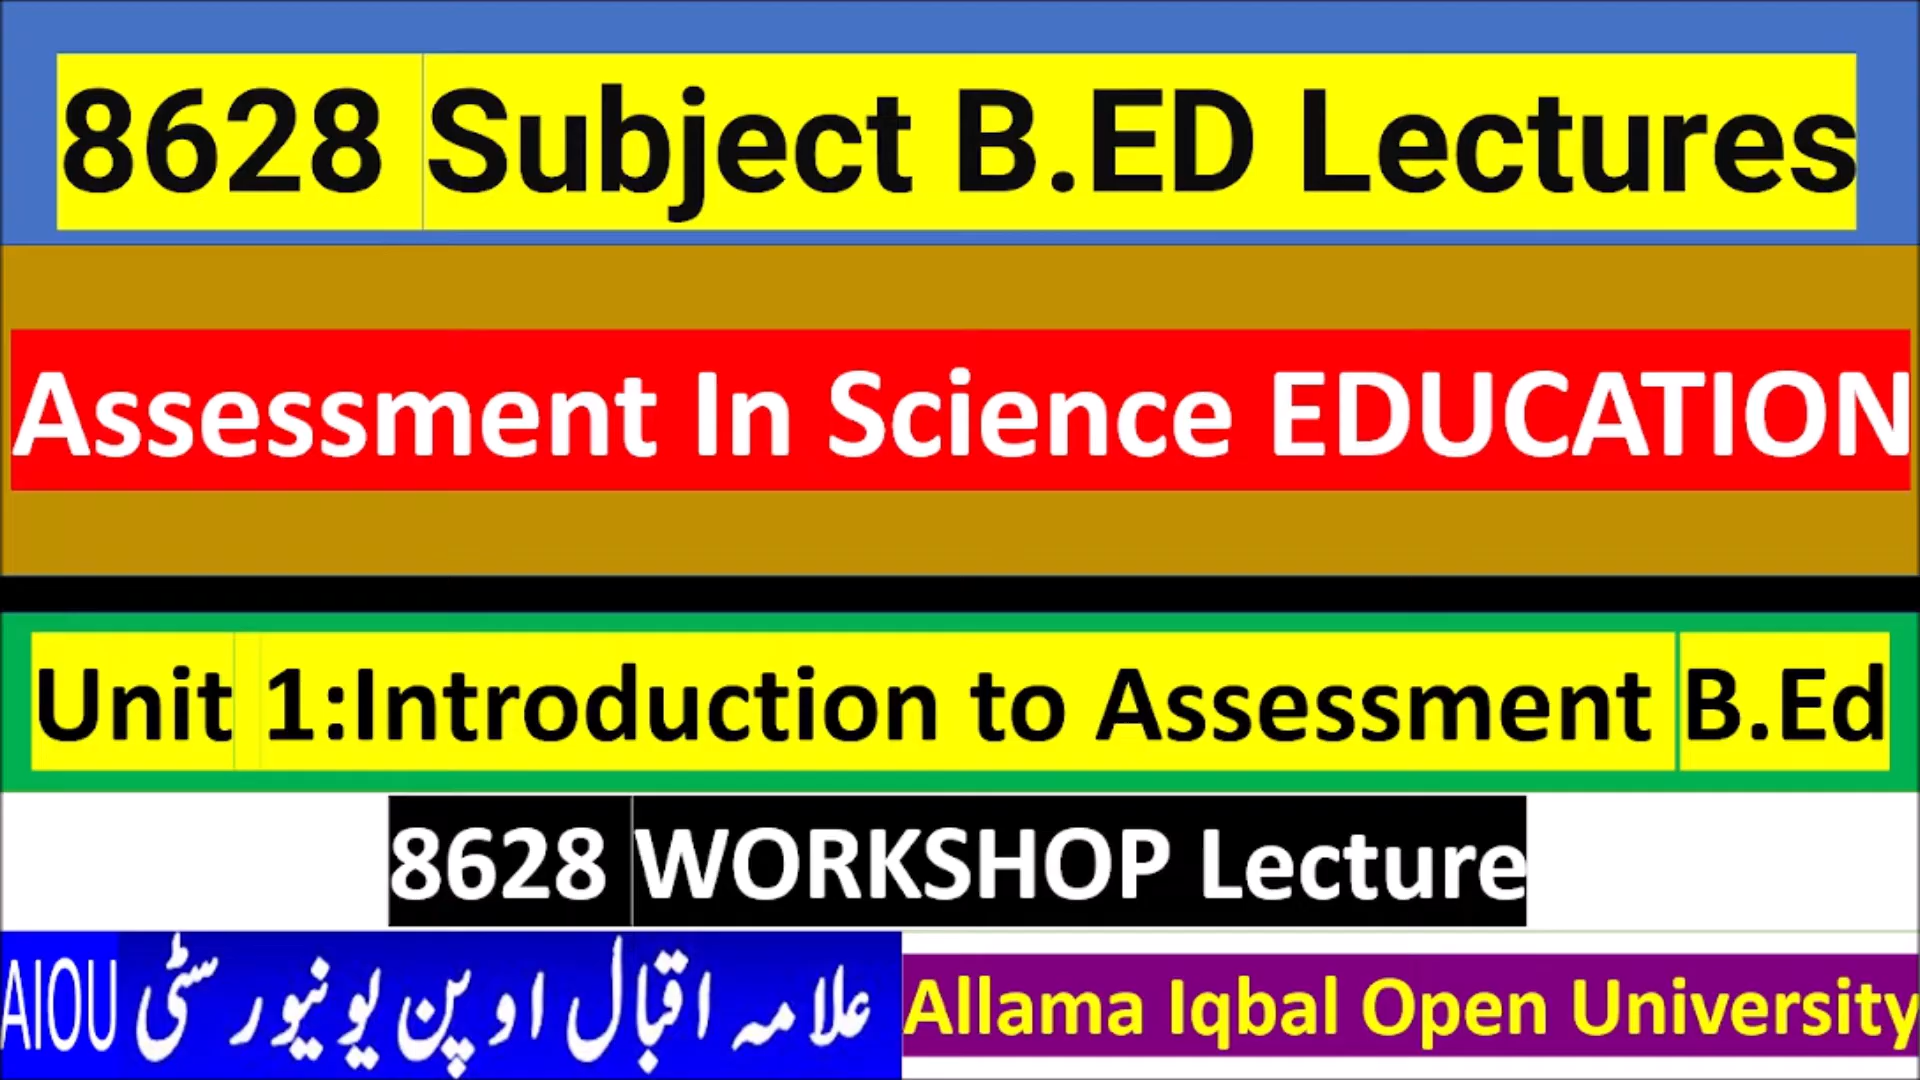 8628 Subject B.ED Lectures
Assessment In Science EDUCATION
Unit 1:Introduction to Assessment B.Ed
8628 WORKSHOP Lecture
AIOU علامہ اقبال اوپن یونیورسٹی
Allama Iqbal Open University